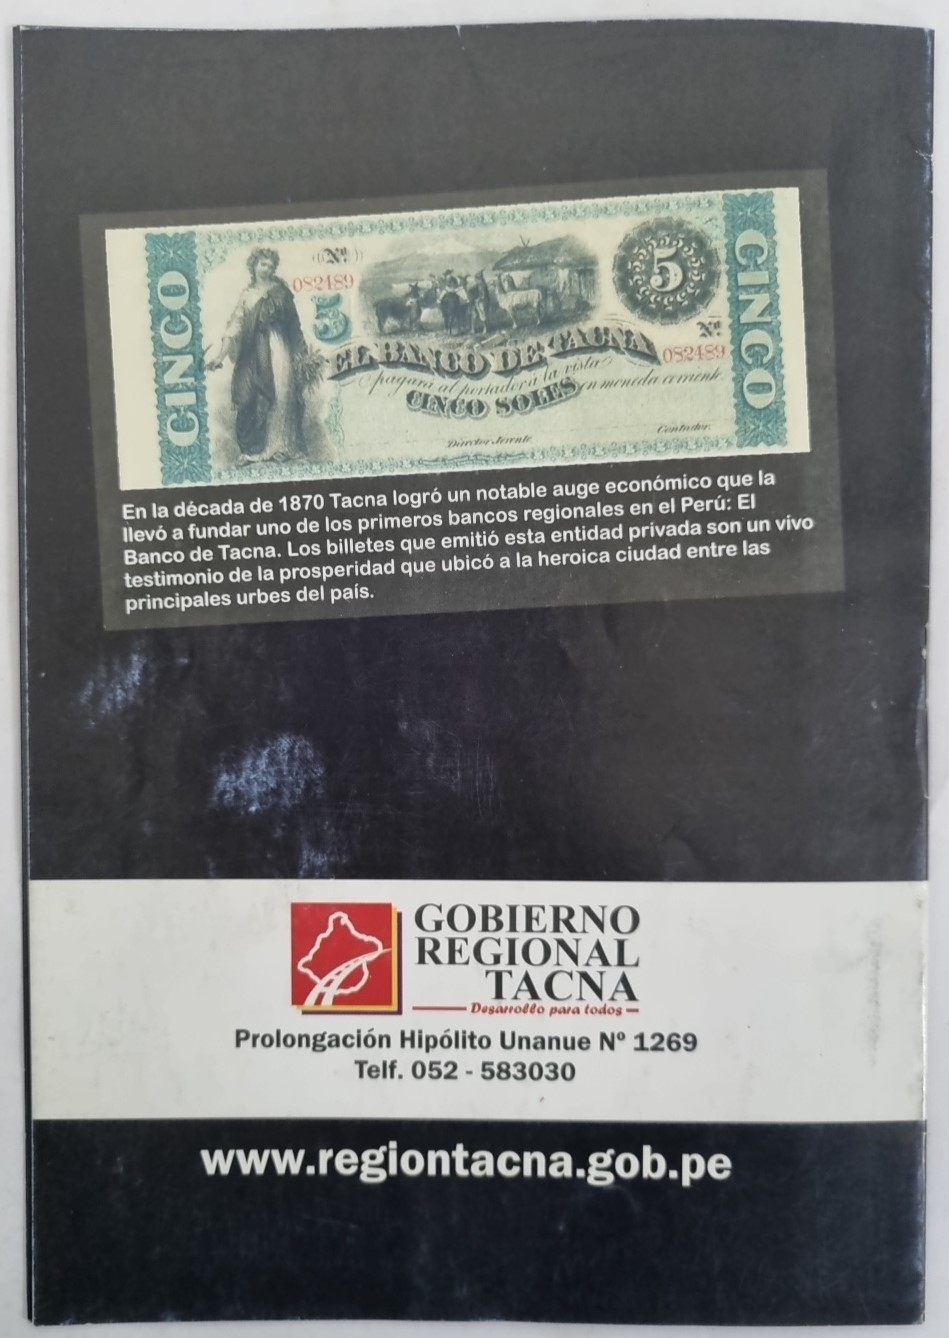 CINCO
Nº
082489
5
5
CINCO
EL BANCO DE TACNA
Nº
082489
pagará al portador a la vista
CINCO SOLES en moneda corriente
Director Gerente.
Contador.
En la década de 1870 Tacna logró un notable auge económico que la
llevó a fundar uno de los primeros bancos regionales en el Perú: El
Banco de Tacna. Los billetes que emitió esta entidad privada son un vivo
testimonio de la prosperidad que ubicó a la heroica ciudad entre las
principales urbes del país.
GOBIERNO
REGIONAL
TACNA
Desarrollo para todos
Prolongación Hipólito Unanue Nº 1269
Telf. 052 - 583030
www.regiontacna.gob.pe